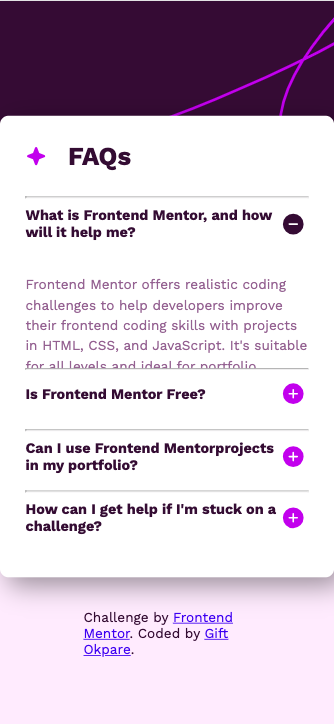 FAQs
What is Frontend Mentor, and how
will it help me?
Frontend Mentor offers realistic coding
challenges to help developers improve
their frontend coding skills with projects
in HTML, CSS, and JavaScript. It's suitable
for all levels and ideal for portfolio
Is Frontend Mentor Free?
Can I use Frontend Mentorprojects
in my portfolio?
How can I get help if I'm stuck on a
challenge?
Challenge by Frontend
Mentor. Coded by Gift
Okpare.